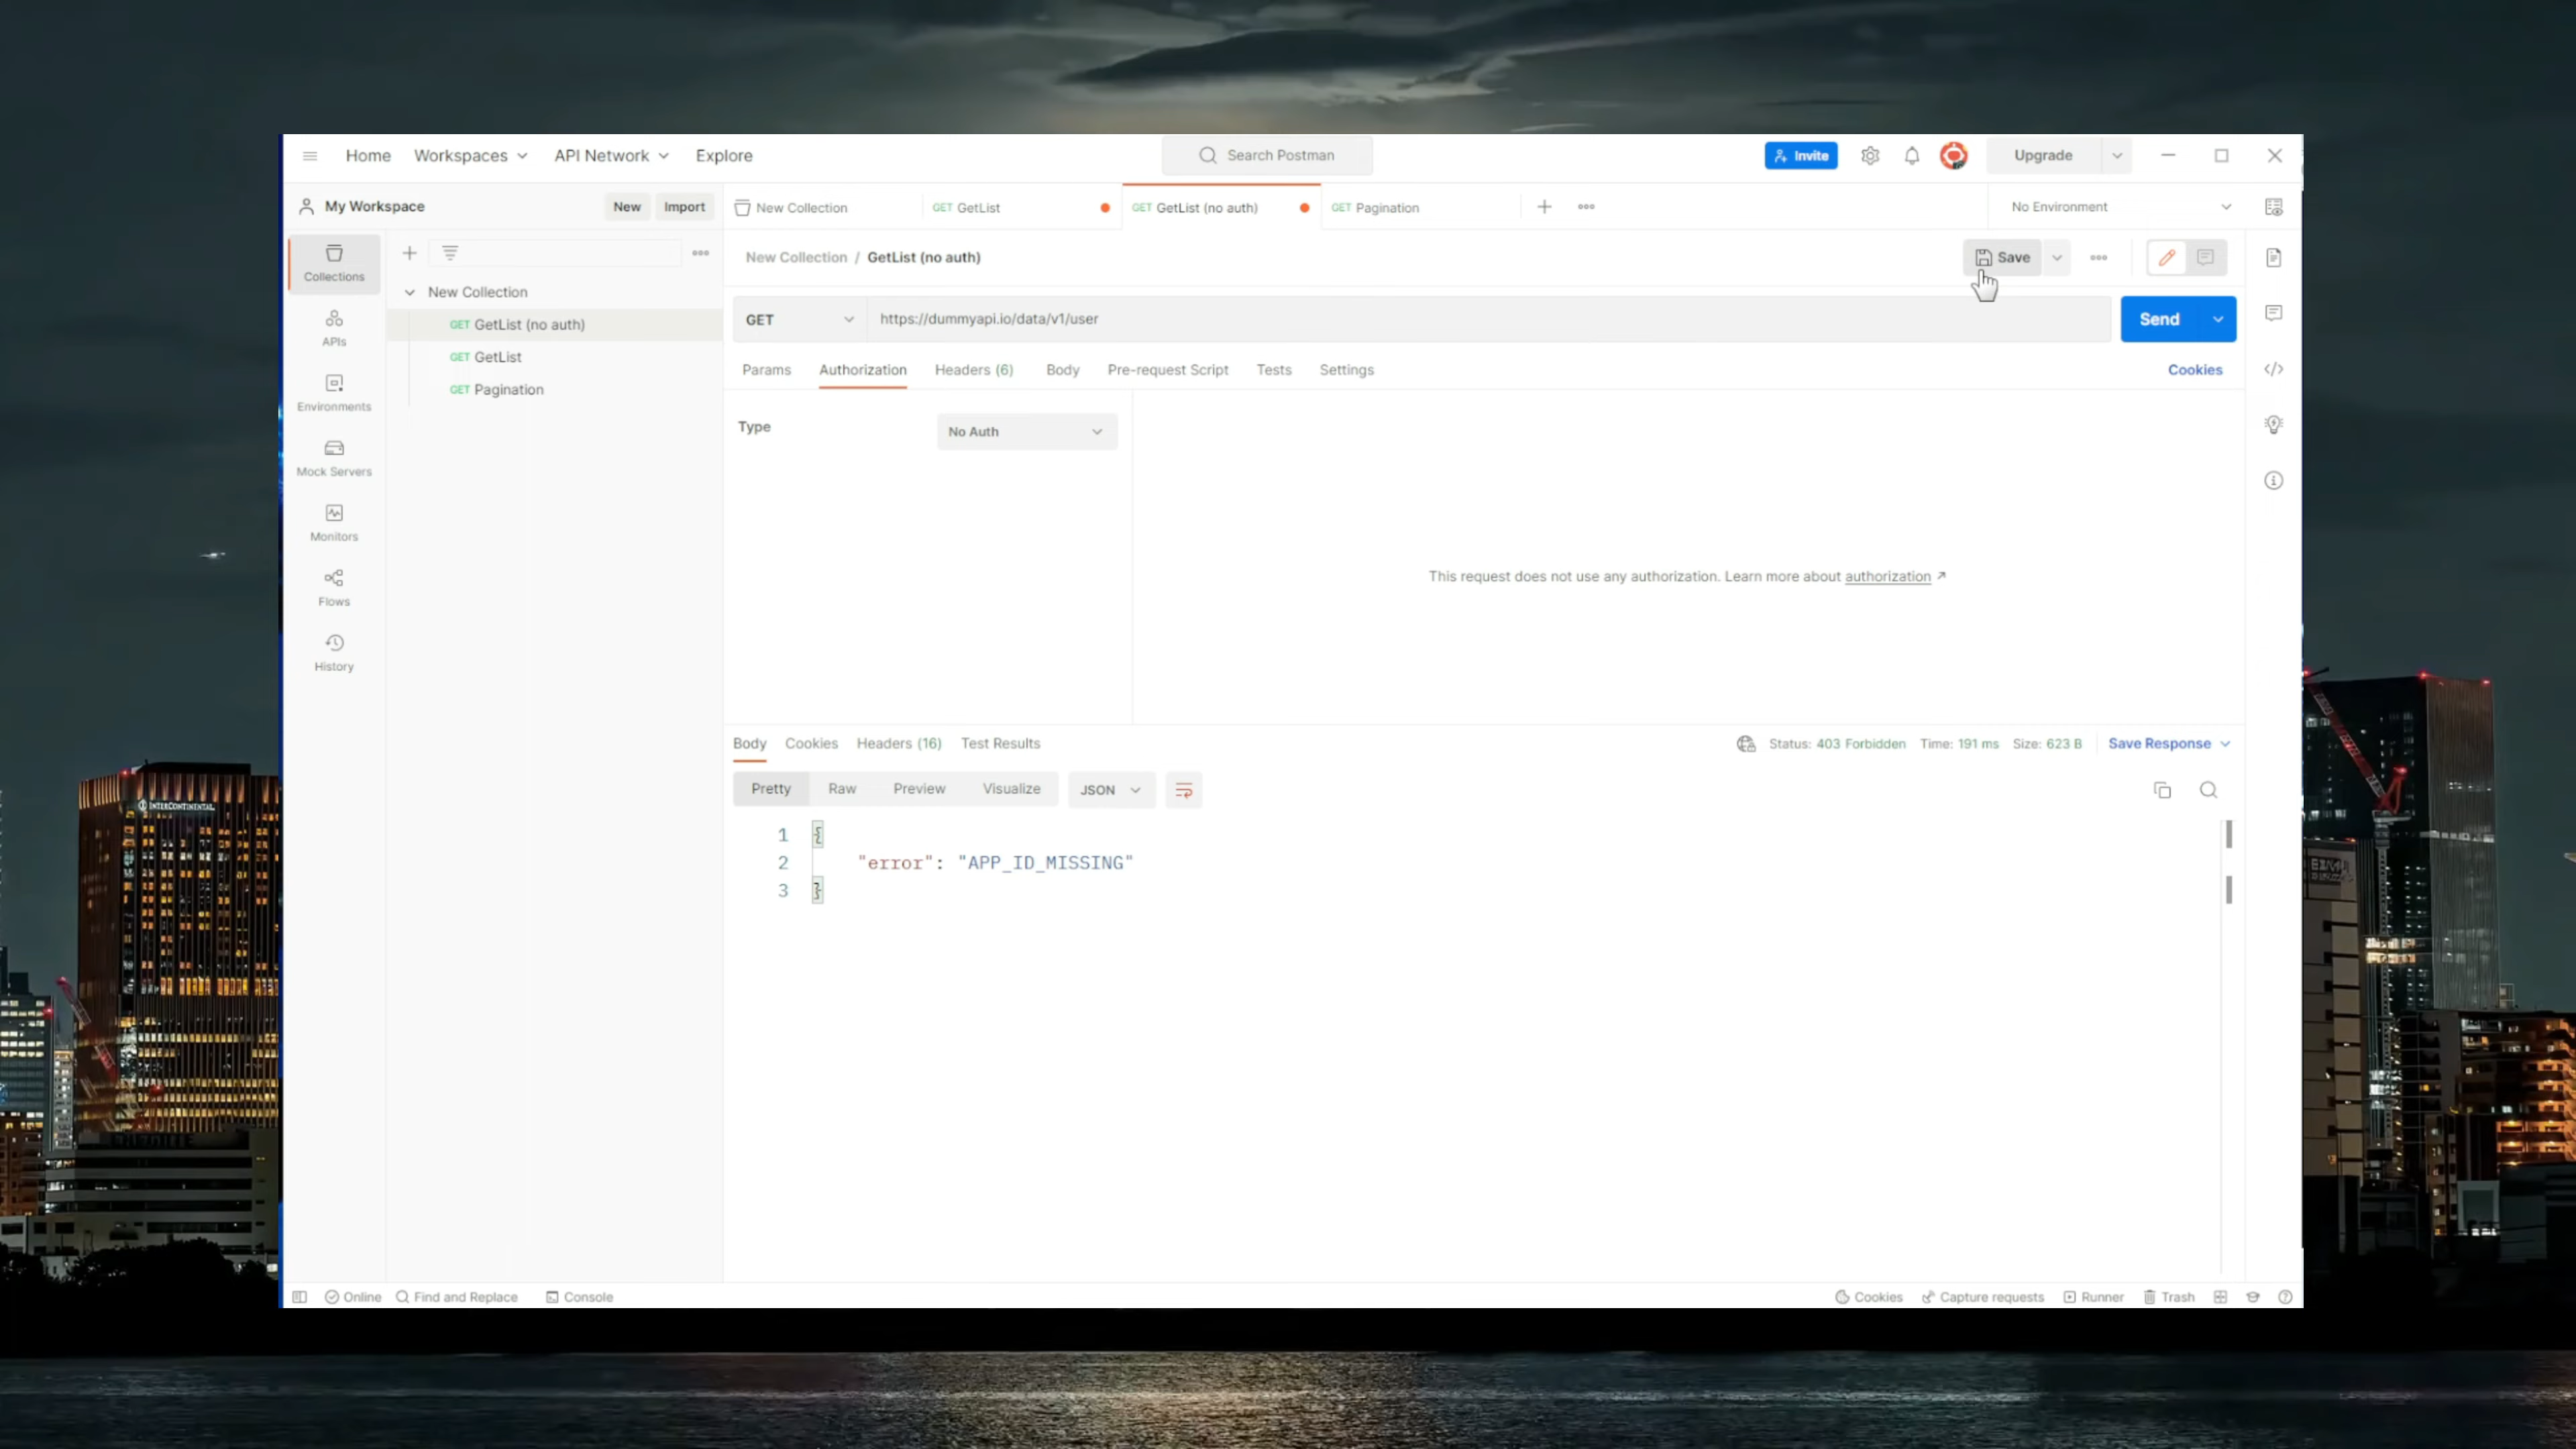 Home Workspaces API Network Explore Search Postman Invite Upgrade
My Workspace New Import
New Collection GET GetList GET GetList (no auth) GET Pagination No Environment
Collections
New Collection
GET GetList (no auth)
GET GetList
GET Pagination
APIs
Environments
Mock Servers
Monitors
Flows
History
New Collection / GetList (no auth) Save
GET https://dummyapi.io/data/v1/user Send
Params Authorization Headers (6) Body Pre-request Script Tests Settings Cookies
Type No Auth
This request does not use any authorization. Learn more about authorization
Body Cookies Headers (16) Test Results Status: 403 Forbidden Time: 191 ms Size: 623 B Save Response
Pretty Raw Preview Visualize JSON
1 {
2 "error": "APP_ID_MISSING"
3 }
Online Find and Replace Console Cookies Capture requests Runner Trash
INTERCONTINENTAL